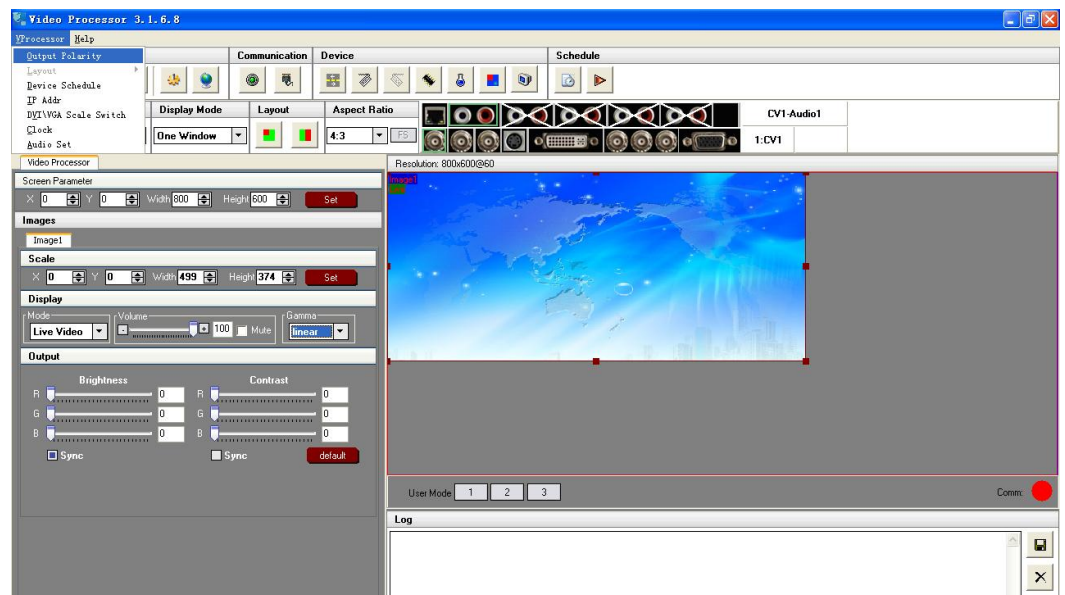 Video Processor 3.1.6.8
VProcessor Help
Output Polarity
Layout
Device Schedule
IP Addr
DVI\VGA Scale Switch
Clock
Audio Set
Communication Device Schedule
Display Mode Layout Aspect Ratio
One Window 4:3 FS
CV1-Audio1
1:CV1
Video Processor
Resolution: 800x600@60
Screen Parameter
X 0 Y 0 Width 800 Height 600 Set
Images
Image1
Scale
X 0 Y 0 Width 499 Height 374 Set
Display
Mode Volume Gamma
Live Video - + 100 Mute linear
Output
Brightness Contrast
R 0 R 0
G 0 G 0
B 0 B 0
Sync Sync default
Image1
User Mode 1 2 3 Comm:
Log